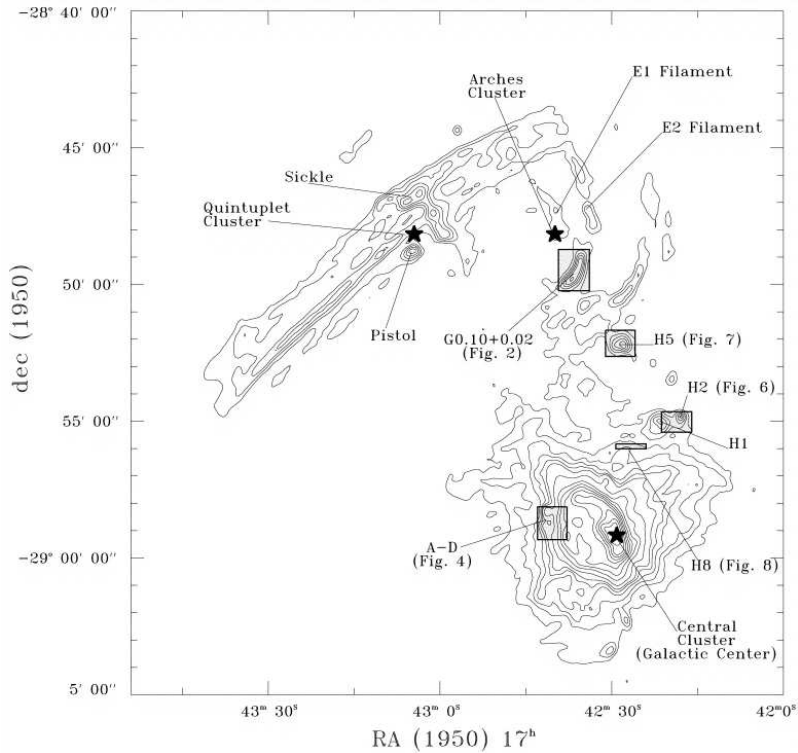 -28° 40' 00''
Arches
Cluster
E1 Filament
E2 Filament
45' 00''
Sickle
Quintuplet
Cluster
50' 00''
dec (1950)
Pistol
G0.10+0.02
(Fig. 2)
H5 (Fig. 7)
H2 (Fig. 6)
55' 00''
H1
A-D
(Fig. 4)
-29° 00' 00''
H8 (Fig. 8)
Central
Cluster
(Galactic Center)
5' 00''
43ᵐ 30ˢ
43ᵐ 0ˢ
42ᵐ 30ˢ
42ᵐ 0ˢ
RA (1950) 17ʰ